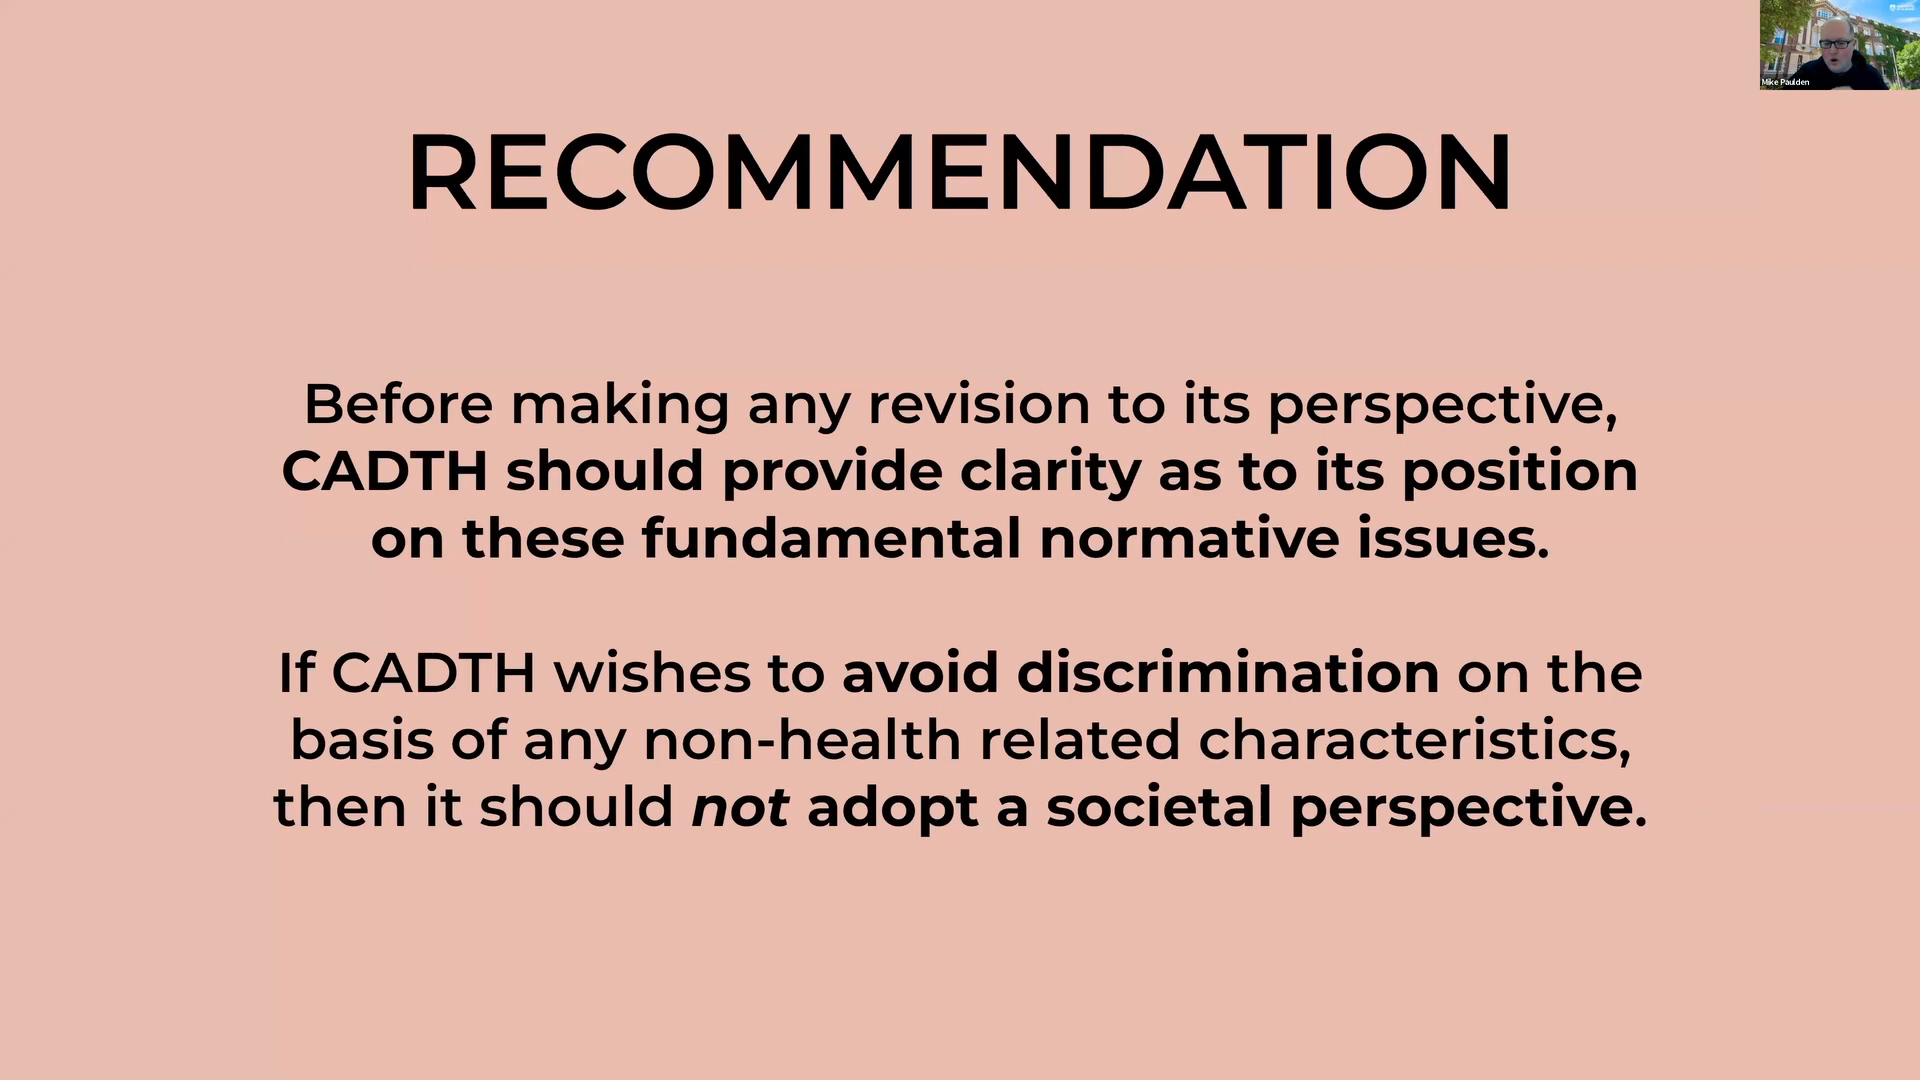 Mike Paulden
RECOMMENDATION
Before making any revision to its perspective,
CADTH should provide clarity as to its position
on these fundamental normative issues.
If CADTH wishes to avoid discrimination on the
basis of any non-health related characteristics,
then it should not adopt a societal perspective.